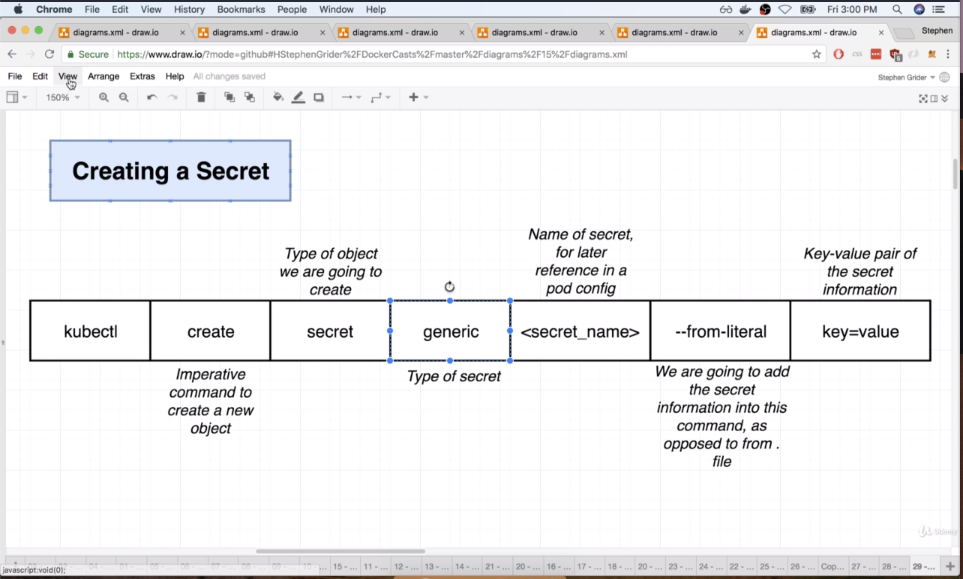 Chrome File Edit View History Bookmarks People Window Help Fri 3:00 PM
diagrams.xml - draw.io diagrams.xml - draw.io diagrams.xml - draw.io diagrams.xml - draw.io diagrams.xml - draw.io diagrams.xml - draw.io Stephen
Secure https://www.draw.io/?mode=github#HStephenGrider%2FDockerCasts%2Fmaster%2Fdiagrams%2F15%2Fdiagrams.xml
File Edit View Arrange Extras Help All changes saved Stephen Grider
150%
Creating a Secret
Type of object
we are going to
create
Name of secret,
for later
reference in a
pod config
Key-value pair of
the secret
information
kubectl create secret generic <secret_name> --from-literal key=value
Imperative
command to
create a new
object
Type of secret
We are going to add
the secret
information into this
command, as
opposed to from .
file
Udemy
15 - ... 11 - ... 12 - ... 13 - ... 14 - ... 21 - ... 20 - ... 16 - ... 17 - ... 18 - ... 19 - ... 20 - ... 23 - ... 24 - ... 22 - ... 25 - ... 26 - ... Cop... 27 - ... 28 - ... 29 - ...
javascript:void(0);